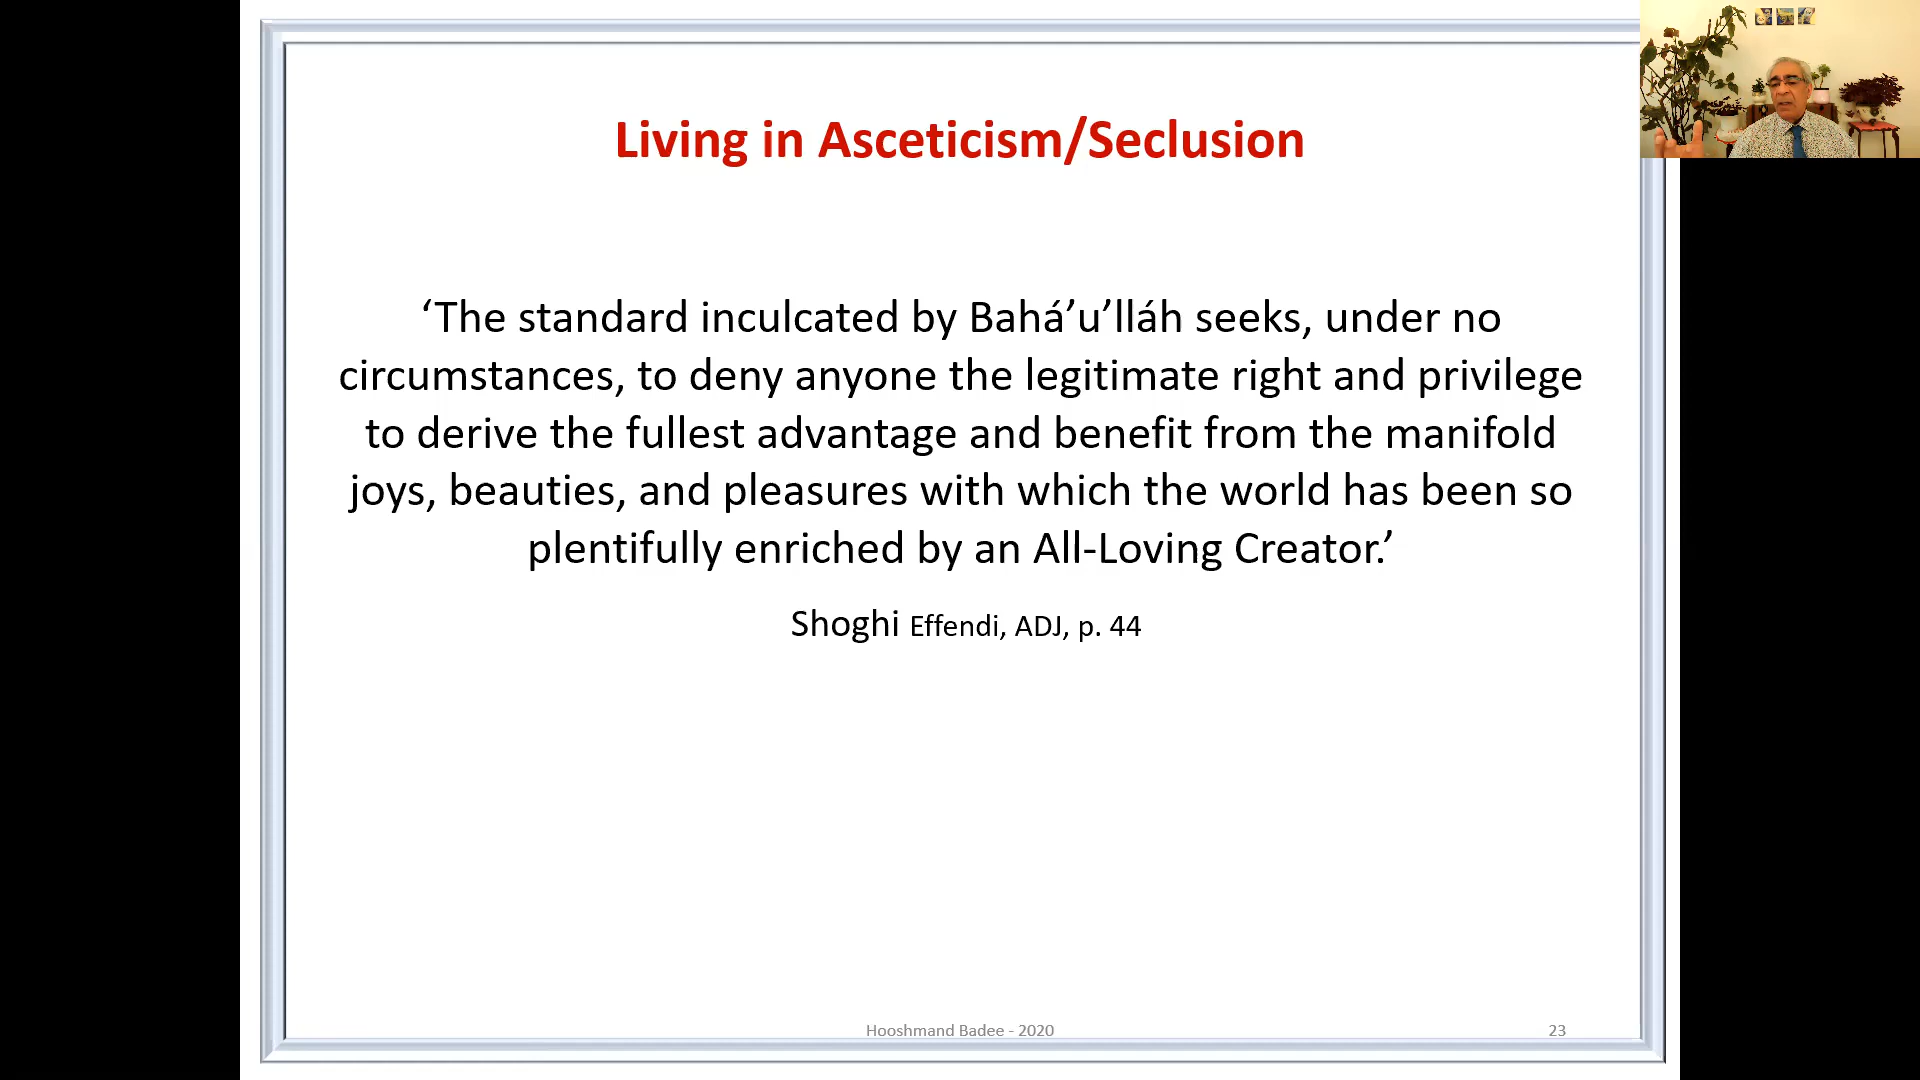 Living in Asceticism/Seclusion
‘The standard inculcated by Bahá’u’lláh seeks, under no
circumstances, to deny anyone the legitimate right and privilege
to derive the fullest advantage and benefit from the manifold
joys, beauties, and pleasures with which the world has been so
plentifully enriched by an All-Loving Creator.’
Shoghi Effendi, ADJ, p. 44
Hooshmand Badee - 2020
23